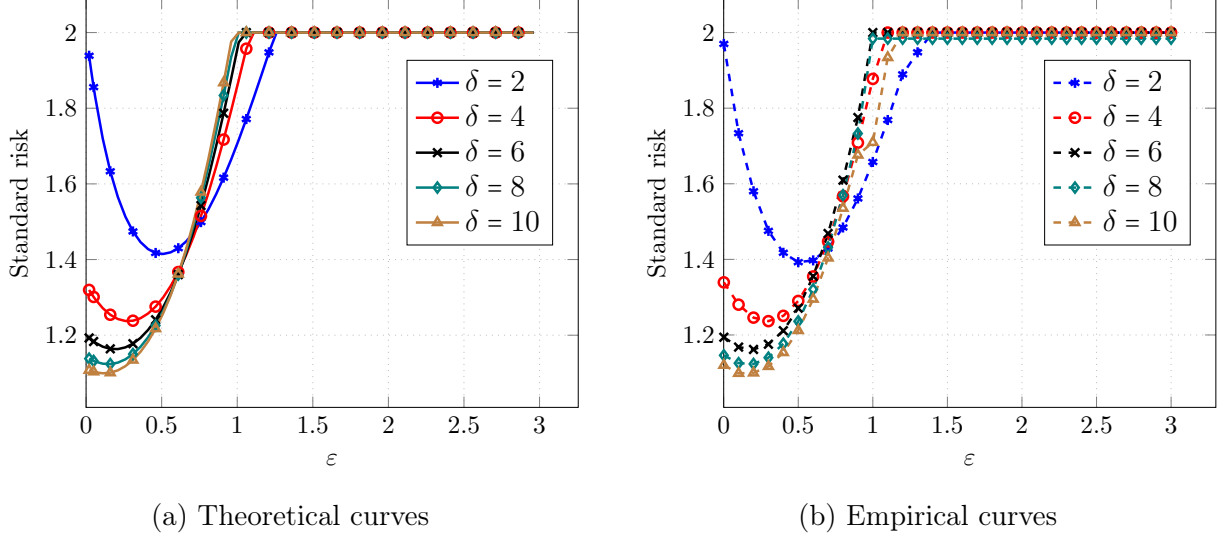 2
1.8
1.6
1.4
1.2
Standard risk
0 0.5 1 1.5 2 2.5 3
ε
δ = 2
δ = 4
δ = 6
δ = 8
δ = 10
(a) Theoretical curves
2
1.8
1.6
1.4
1.2
Standard risk
0 0.5 1 1.5 2 2.5 3
ε
δ = 2
δ = 4
δ = 6
δ = 8
δ = 10
(b) Empirical curves